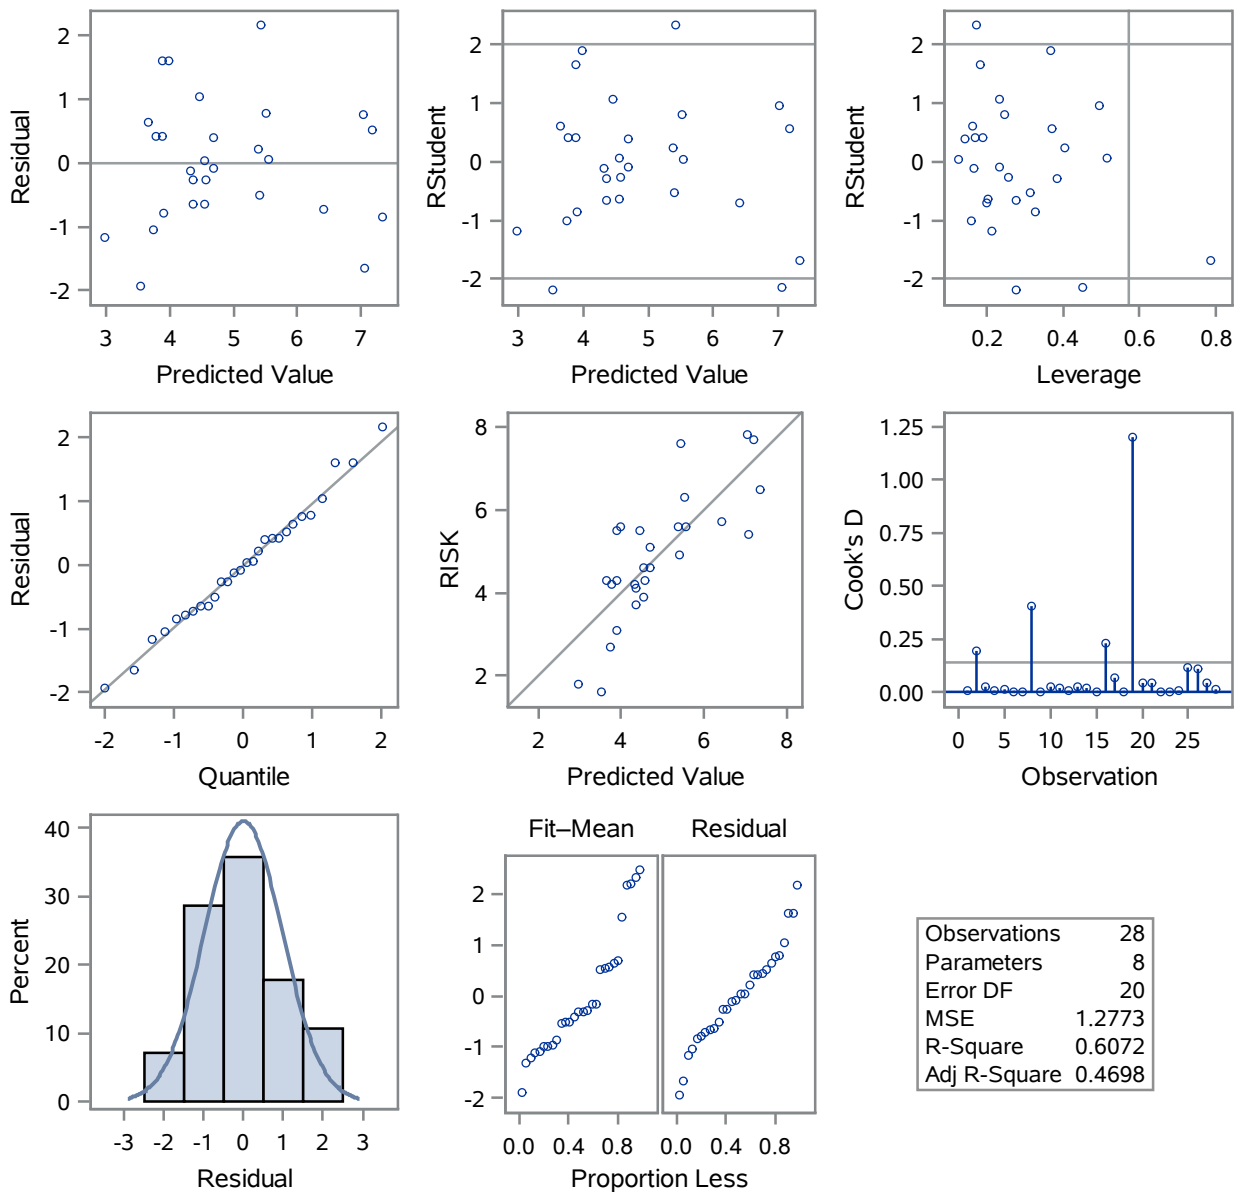 2
1
0
-1
-2
Residual
3 4 5 6 7
Predicted Value
2
1
0
-1
-2
RStudent
3 4 5 6 7
Predicted Value
2
1
0
-1
-2
RStudent
0.2 0.4 0.6 0.8
Leverage
2
1
0
-1
-2
Residual
-2 -1 0 1 2
Quantile
8
6
4
2
RISK
2 4 6 8
Predicted Value
1.25
1.00
0.75
0.50
0.25
0.00
Cook's D
0 5 10 15 20 25
Observation
40
30
20
10
0
Percent
-3 -2 -1 0 1 2 3
Residual
Fit–Mean Residual
2
1
0
-1
-2
0.0 0.4 0.8 0.0 0.4 0.8
Proportion Less
Observations 28
Parameters 8
Error DF 20
MSE 1.2773
R-Square 0.6072
Adj R-Square 0.4698